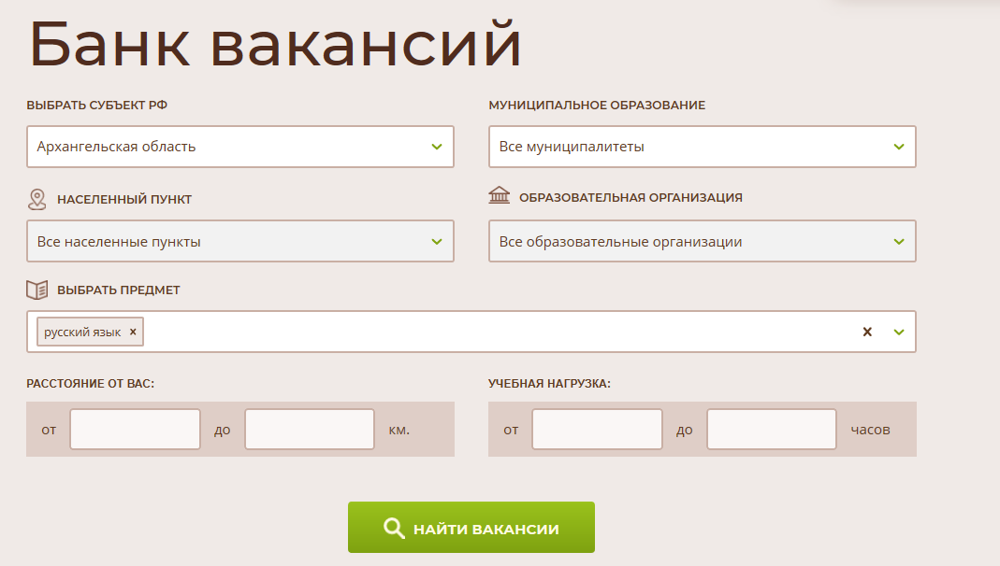 Банк вакансий
ВЫБРАТЬ СУБЪЕКТ РФ
МУНИЦИПАЛЬНОЕ ОБРАЗОВАНИЕ
Архангельская область
Все муниципалитеты
НАСЕЛЕННЫЙ ПУНКТ
ОБРАЗОВАТЕЛЬНАЯ ОРГАНИЗАЦИЯ
Все населенные пункты
Все образовательные организации
ВЫБРАТЬ ПРЕДМЕТ
русский язык ×
РАССТОЯНИЕ ОТ ВАС:
УЧЕБНАЯ НАГРУЗКА:
от до км.
от до часов
НАЙТИ ВАКАНСИИ